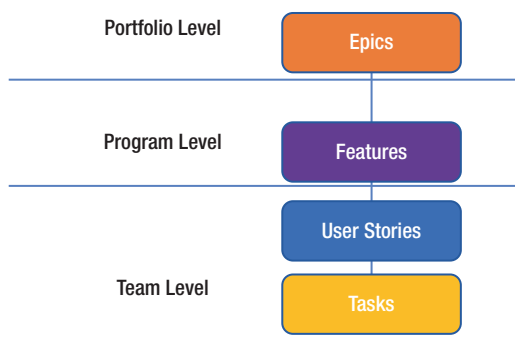 Portfolio Level
Epics
Program Level
Features
User Stories
Team Level
Tasks